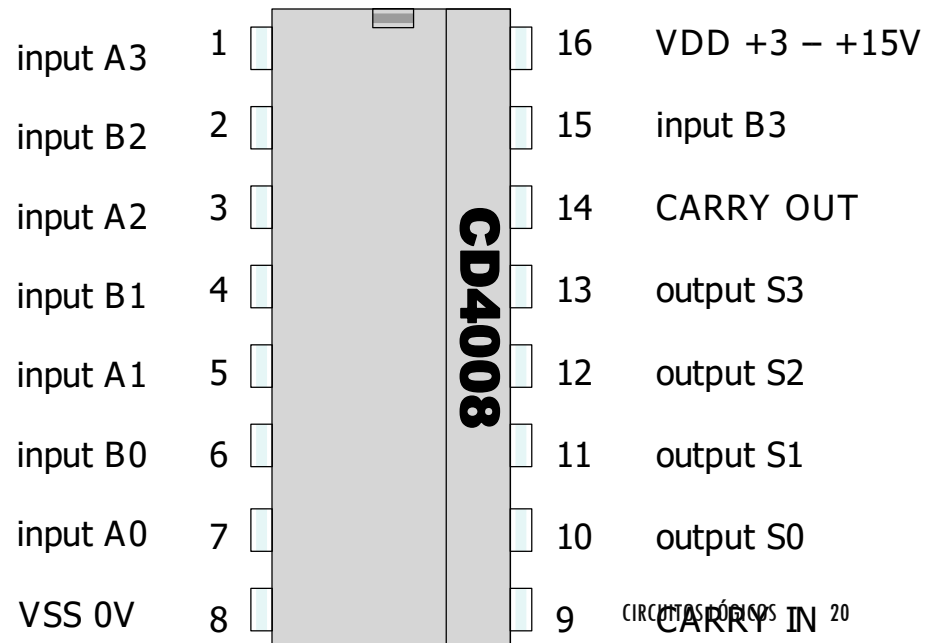 input A3 1 16 VDD +3 – +15V
input B2 2 15 input B3
input A2 3 14 CARRY OUT
input B1 4 13 output S3
input A1 5 12 output S2
input B0 6 11 output S1
input A0 7 10 output S0
VSS 0V 8 9 CARRY IN
CD4008
CIRCUITOS LÓGICOS 20